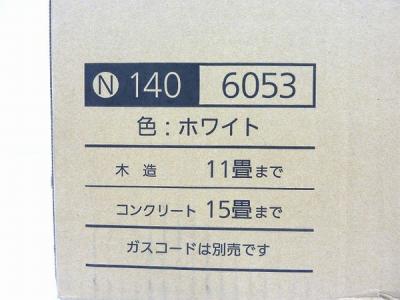 Ⓝ 140 6053
色:ホワイト
木 造 11畳まで
コンクリート 15畳まで
ガスコードは別売です